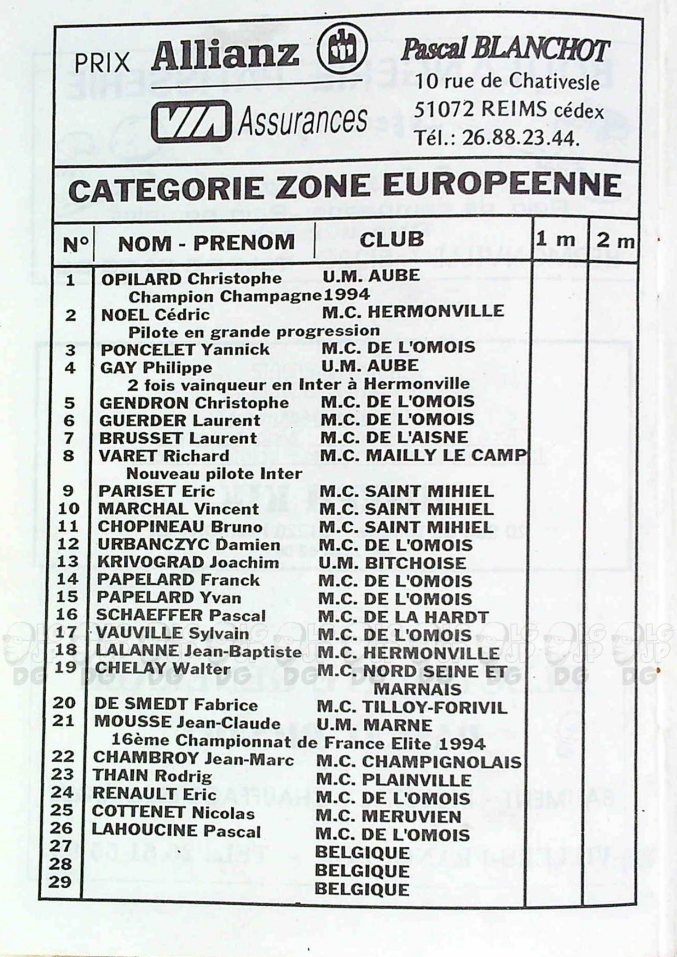 PRIX Allianz Pascal BLANCHOT
10 rue de Chativesle
VIA Assurances 51072 REIMS cédex
Tél.: 26.88.23.44.
CATEGORIE ZONE EUROPEENNE
N° NOM - PRENOM CLUB 1 m 2 m
1 OPILARD Christophe U.M. AUBE
Champion Champagne 1994
2 NOEL Cédric M.C. HERMONVILLE
Pilote en grande progression
3 PONCELET Yannick M.C. DE L'OMOIS
4 GAY Philippe U.M. AUBE
2 fois vainqueur en Inter à Hermonville
5 GENDRON Christophe M.C. DE L'OMOIS
6 GUERDER Laurent M.C. DE L'OMOIS
7 BRUSSET Laurent M.C. DE L'AISNE
8 VARET Richard M.C. MAILLY LE CAMP
Nouveau pilote Inter
9 PARISET Eric M.C. SAINT MIHIEL
10 MARCHAL Vincent M.C. SAINT MIHIEL
11 CHOPINEAU Bruno M.C. SAINT MIHIEL
12 URBANCZYC Damien M.C. DE L'OMOIS
13 KRIVOGRAD Joachim U.M. BITCHOISE
14 PAPELARD Franck M.C. DE L'OMOIS
15 PAPELARD Yvan M.C. DE L'OMOIS
16 SCHAEFFER Pascal M.C. DE LA HARDT
17 VAUVILLE Sylvain M.C. DE L'OMOIS
18 LALANNE Jean-Baptiste M.C. HERMONVILLE
19 CHELAY Walter M.C. NORD SEINE ET
MARNAIS
20 DE SMEDT Fabrice M.C. TILLOY-FORIVIL
21 MOUSSE Jean-Claude U.M. MARNE
16ème Championnat de France Elite 1994
22 CHAMBROY Jean-Marc M.C. CHAMPIGNOLAIS
23 THAIN Rodrig M.C. PLAINVILLE
24 RENAULT Eric M.C. DE L'OMOIS
25 COTTENET Nicolas M.C. MERUVIEN
26 LAHOUCINE Pascal M.C. DE L'OMOIS
27 BELGIQUE
28 BELGIQUE
29 BELGIQUE